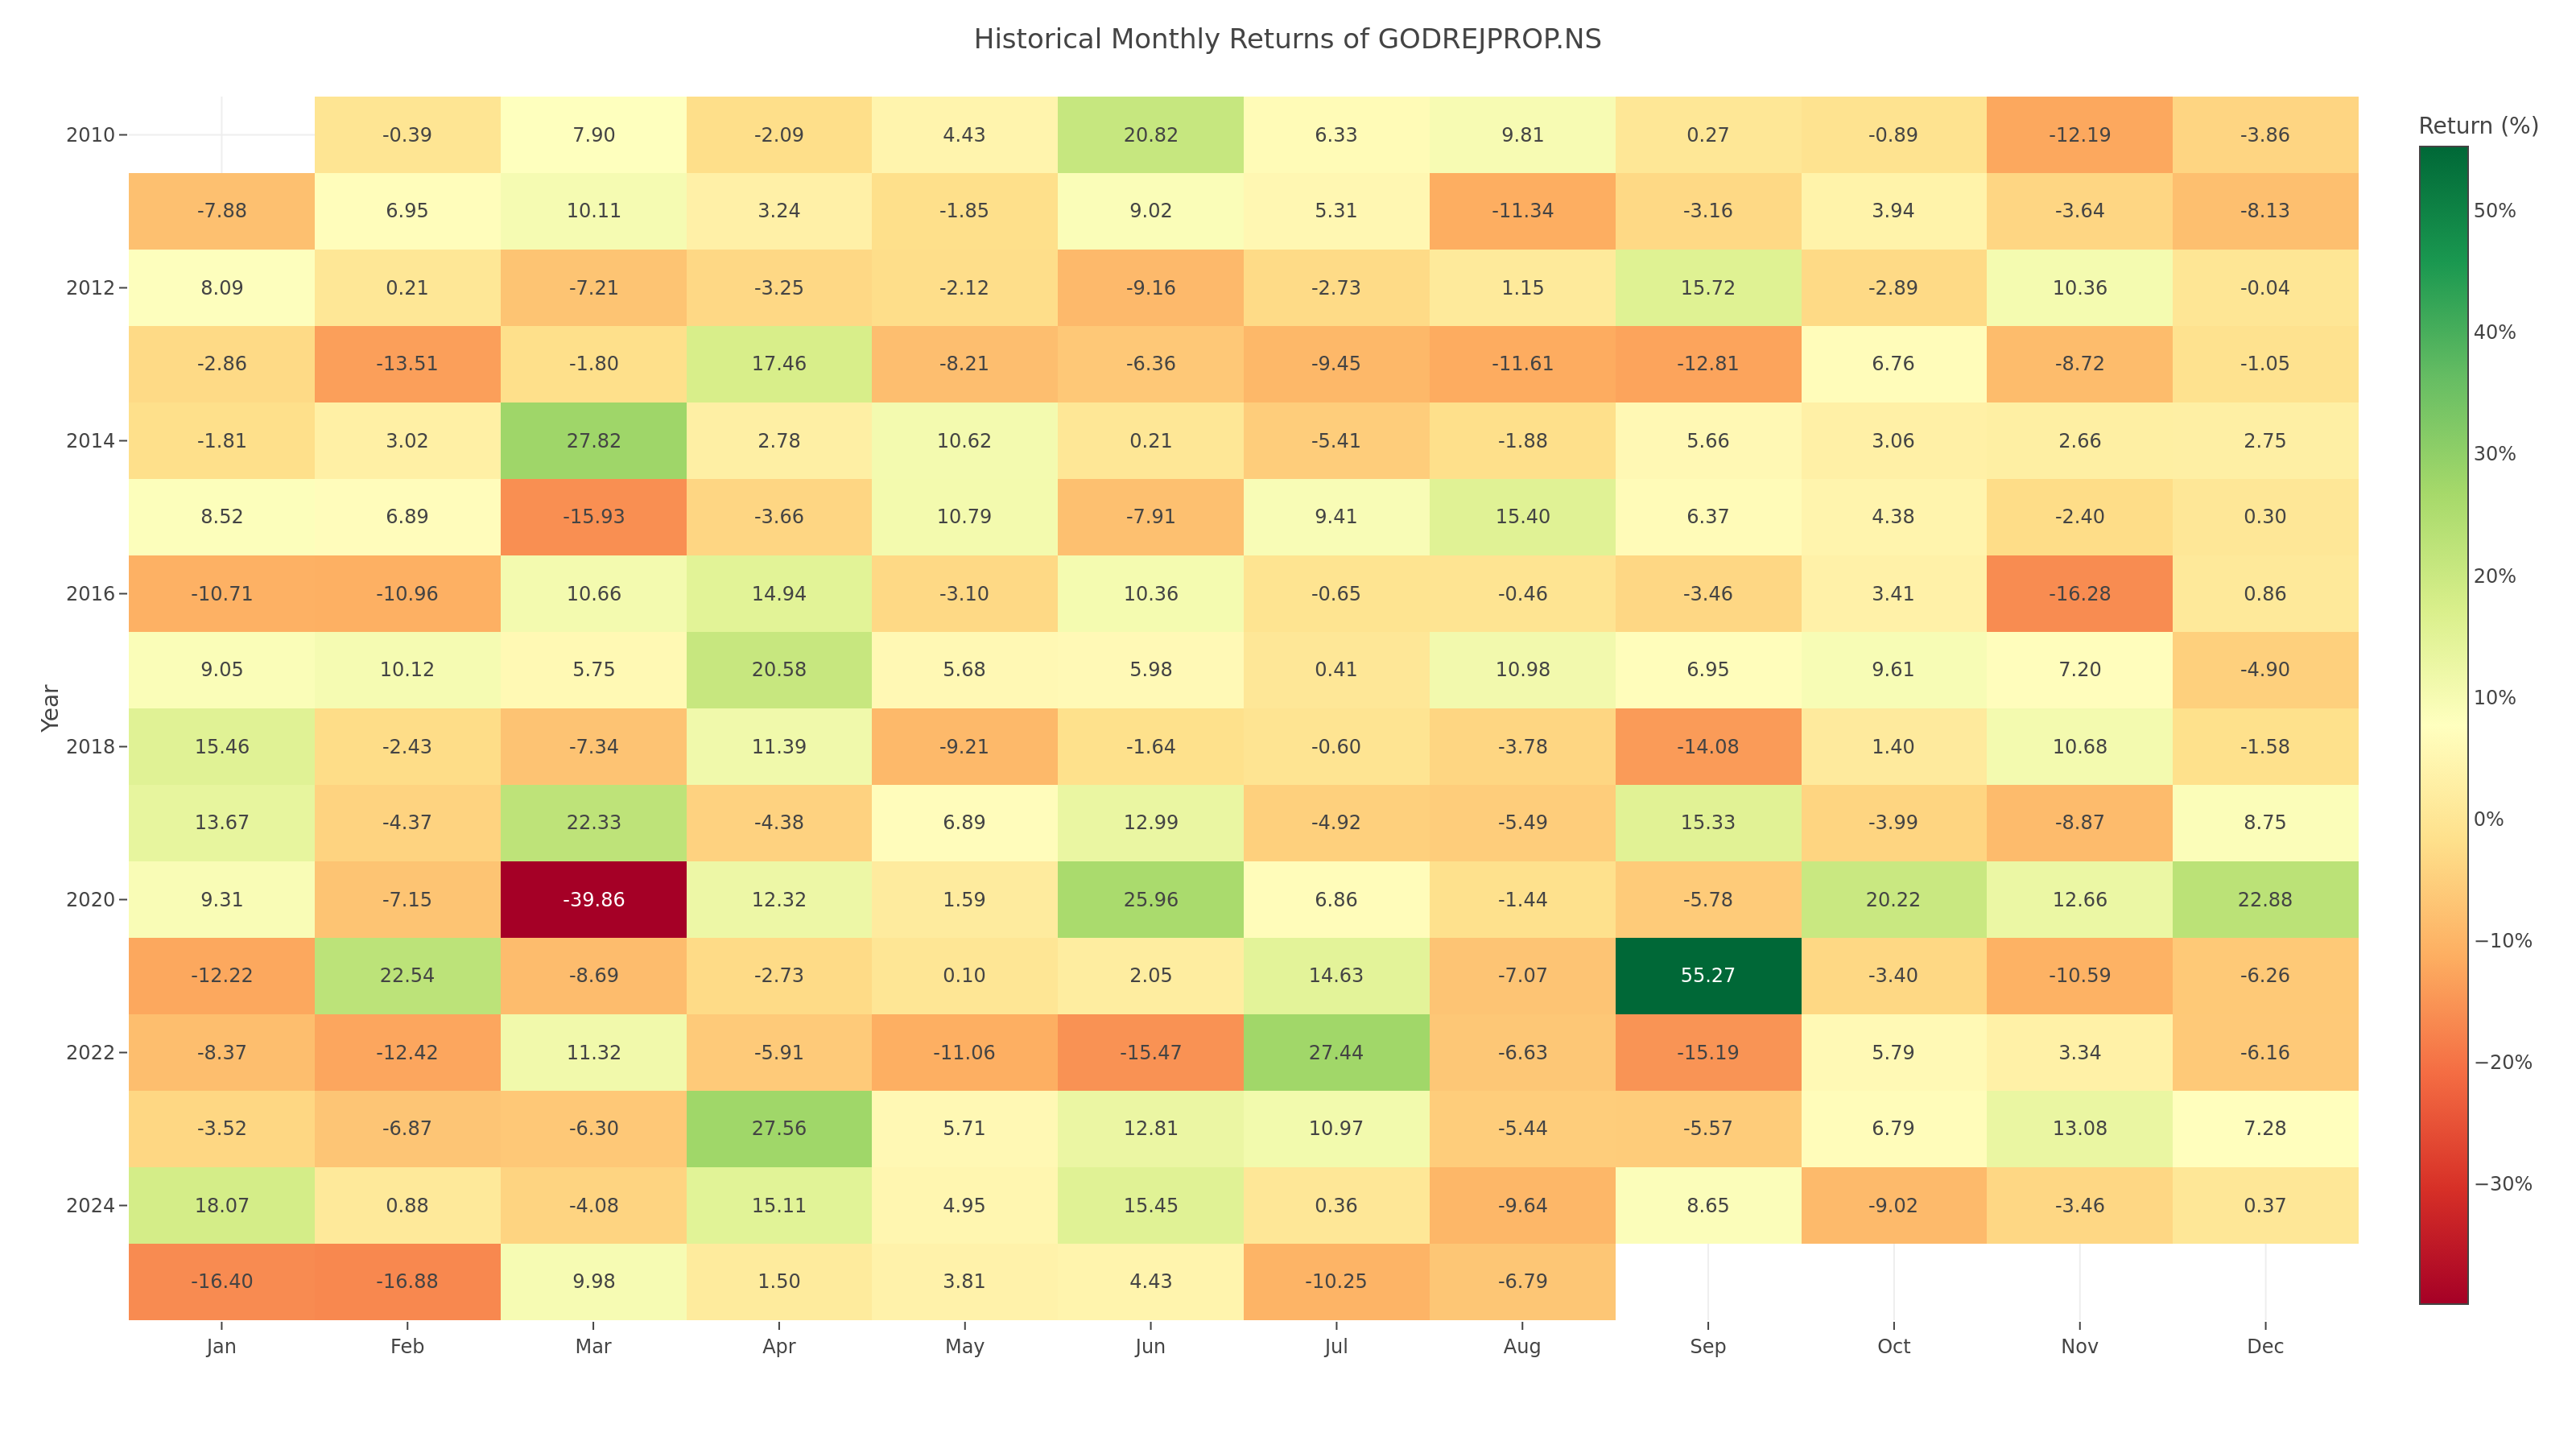 Historical Monthly Returns of GODREJPROP.NS
Return (%)
2010 -0.39 7.90 -2.09 4.43 20.82 6.33 9.81 0.27 -0.89 -12.19 -3.86
-7.88 6.95 10.11 3.24 -1.85 9.02 5.31 -11.34 -3.16 3.94 -3.64 -8.13 50%
2012 8.09 0.21 -7.21 -3.25 -2.12 -9.16 -2.73 1.15 15.72 -2.89 10.36 -0.04
40%
-2.86 -13.51 -1.80 17.46 -8.21 -6.36 -9.45 -11.61 -12.81 6.76 -8.72 -1.05
2014 -1.81 3.02 27.82 2.78 10.62 0.21 -5.41 -1.88 5.66 3.06 2.66 2.75
30%
8.52 6.89 -15.93 -3.66 10.79 -7.91 9.41 15.40 6.37 4.38 -2.40 0.30
20%
2016 -10.71 -10.96 10.66 14.94 -3.10 10.36 -0.65 -0.46 -3.46 3.41 -16.28 0.86
9.05 10.12 5.75 20.58 5.68 5.98 0.41 10.98 6.95 9.61 7.20 -4.90
10%
Year
2018 15.46 -2.43 -7.34 11.39 -9.21 -1.64 -0.60 -3.78 -14.08 1.40 10.68 -1.58
13.67 -4.37 22.33 -4.38 6.89 12.99 -4.92 -5.49 15.33 -3.99 -8.87 8.75 0%
2020 9.31 -7.15 -39.86 12.32 1.59 25.96 6.86 -1.44 -5.78 20.22 12.66 22.88
−10%
-12.22 22.54 -8.69 -2.73 0.10 2.05 14.63 -7.07 55.27 -3.40 -10.59 -6.26
2022 -8.37 -12.42 11.32 -5.91 -11.06 -15.47 27.44 -6.63 -15.19 5.79 3.34 -6.16 −20%
-3.52 -6.87 -6.30 27.56 5.71 12.81 10.97 -5.44 -5.57 6.79 13.08 7.28
−30%
2024 18.07 0.88 -4.08 15.11 4.95 15.45 0.36 -9.64 8.65 -9.02 -3.46 0.37
-16.40 -16.88 9.98 1.50 3.81 4.43 -10.25 -6.79
Jan Feb Mar Apr May Jun Jul Aug Sep Oct Nov Dec